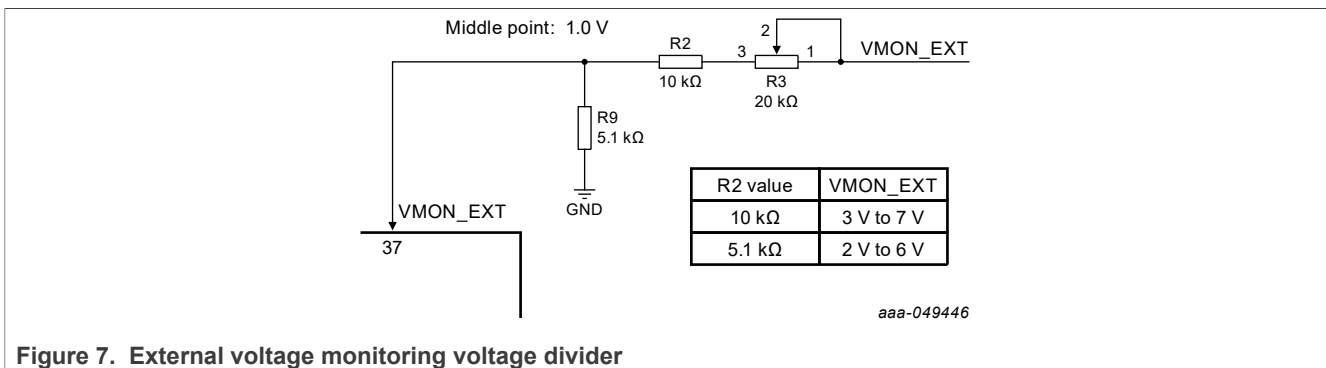 Middle point: 1.0 V
2
R2
3
1
VMON_EXT
10 kΩ
R3
20 kΩ
R9
5.1 kΩ
GND
VMON_EXT
37
R2 value VMON_EXT
10 kΩ 3 V to 7 V
5.1 kΩ 2 V to 6 V
aaa-049446
Figure 7. External voltage monitoring voltage divider